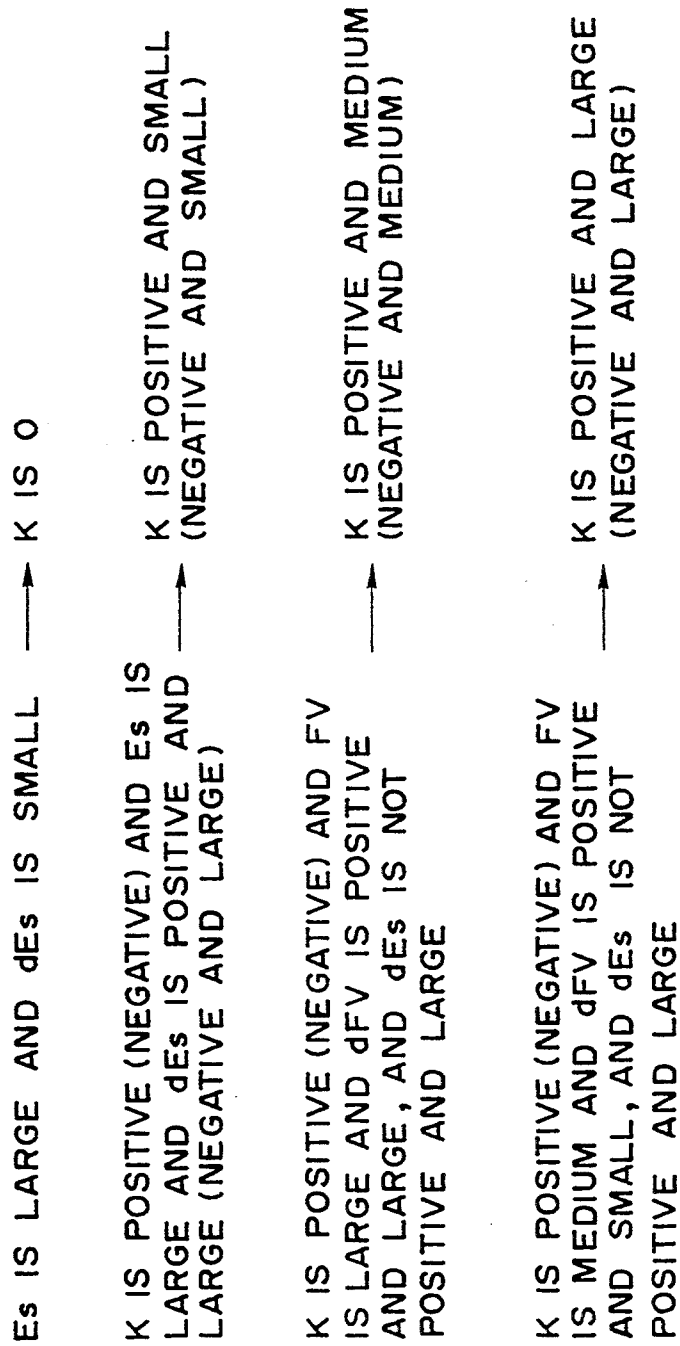 Es IS LARGE AND dEs IS SMALL → K IS O
K IS POSITIVE (NEGATIVE) AND Es IS
LARGE AND dEs IS POSITIVE AND
LARGE (NEGATIVE AND LARGE)
→
K IS POSITIVE AND SMALL
(NEGATIVE AND SMALL)
K IS POSITIVE (NEGATIVE) AND FV
IS LARGE AND dFV IS POSITIVE
AND LARGE, AND dEs IS NOT
POSITIVE AND LARGE
→
K IS POSITIVE AND MEDIUM
(NEGATIVE AND MEDIUM)
K IS POSITIVE (NEGATIVE) AND FV
IS MEDIUM AND dFV IS POSITIVE
AND SMALL, AND dEs IS NOT
POSITIVE AND LARGE
→
K IS POSITIVE AND LARGE
(NEGATIVE AND LARGE)